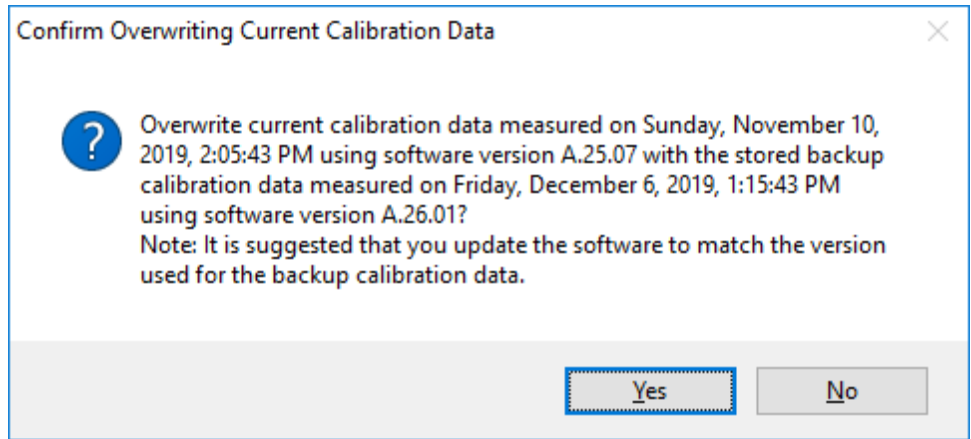 Confirm Overwriting Current Calibration Data
Overwrite current calibration data measured on Sunday, November 10,
2019, 2:05:43 PM using software version A.25.07 with the stored backup
calibration data measured on Friday, December 6, 2019, 1:15:43 PM
using software version A.26.01?
Note: It is suggested that you update the software to match the version
used for the backup calibration data.
Yes
No